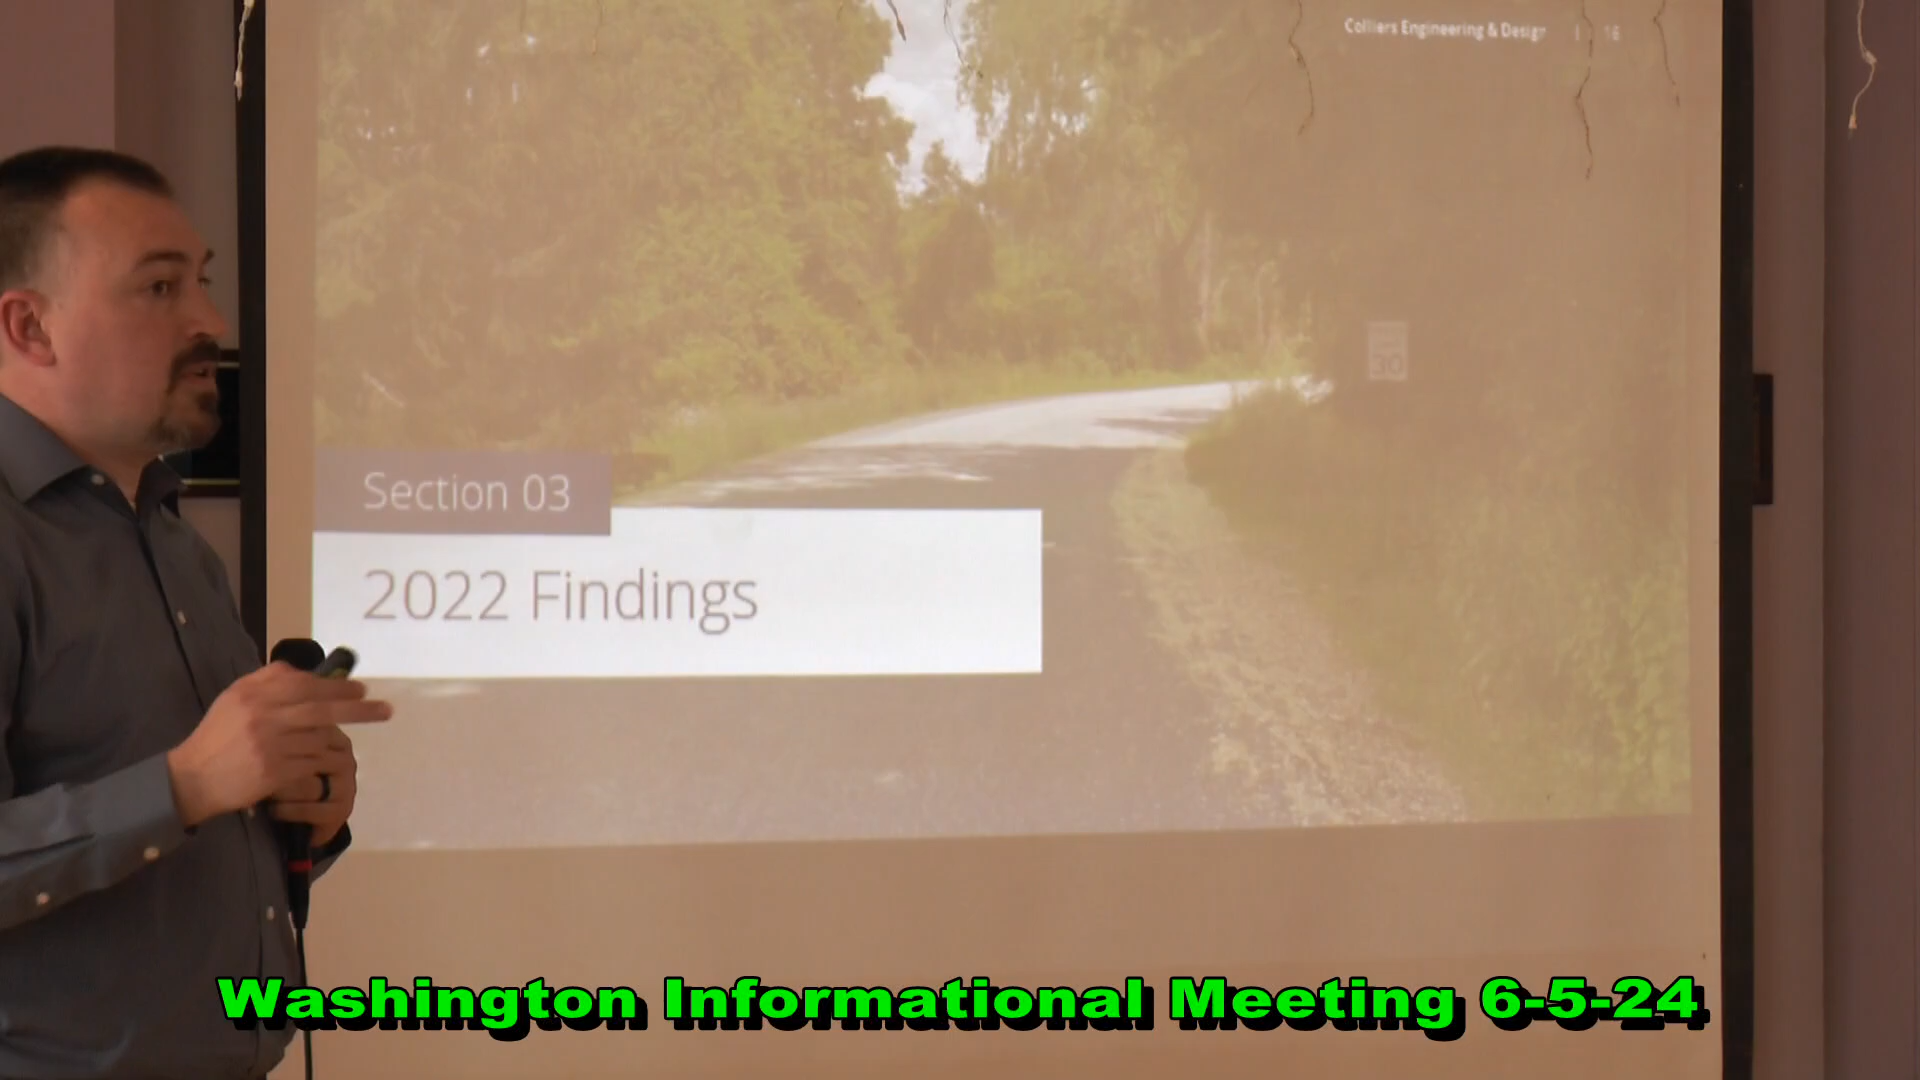 Colliers Engineering & Design | 16
30
Section 03
2022 Findings
Washington Informational Meeting 6-5-24